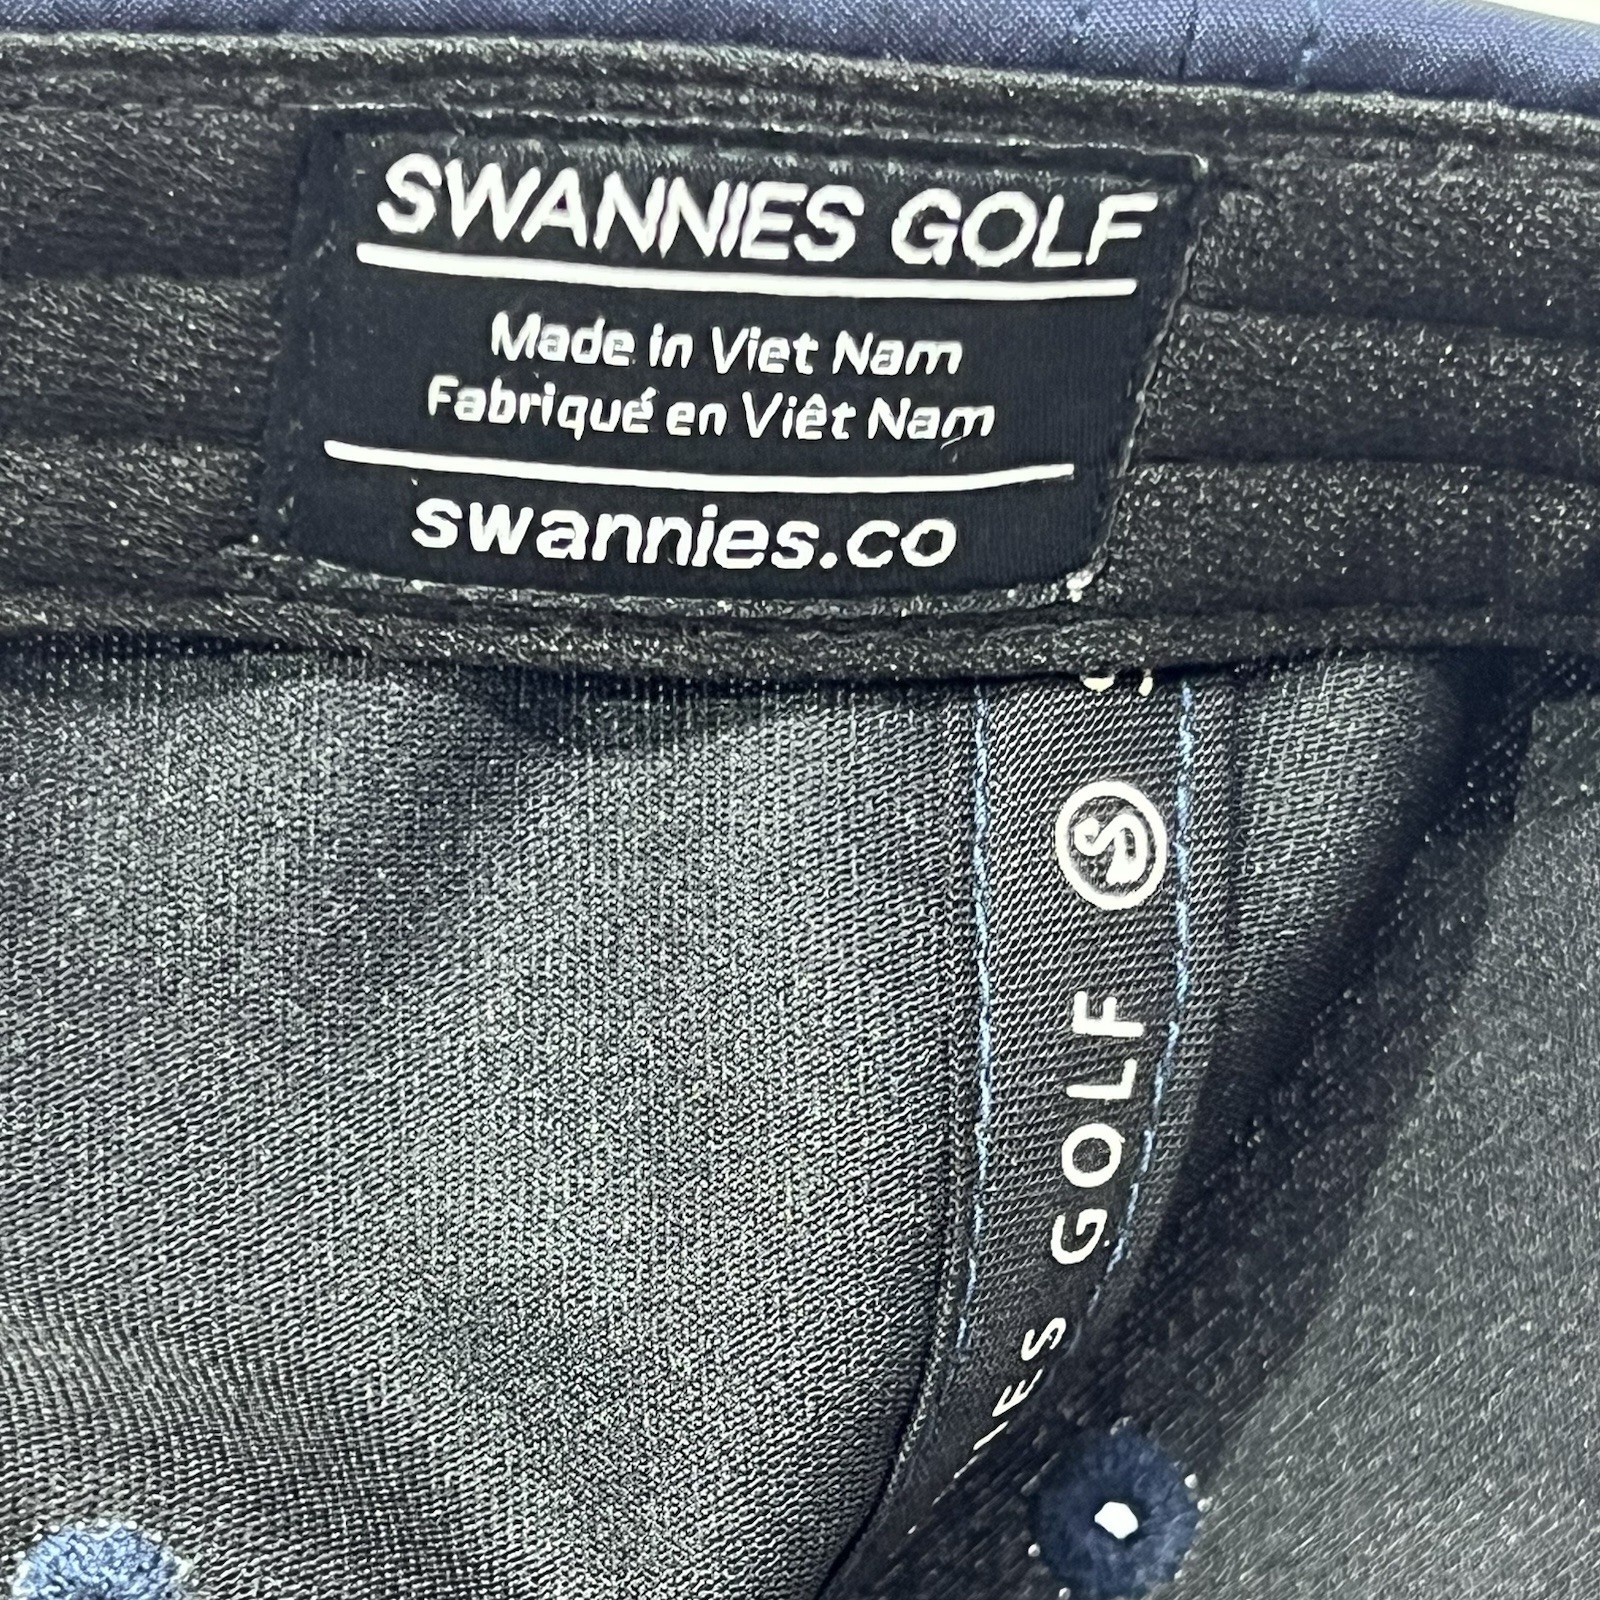 SWANNIES GOLF
Made in Viet Nam
Fabriqué en Viêt Nam
swannies.co
S
GOLF